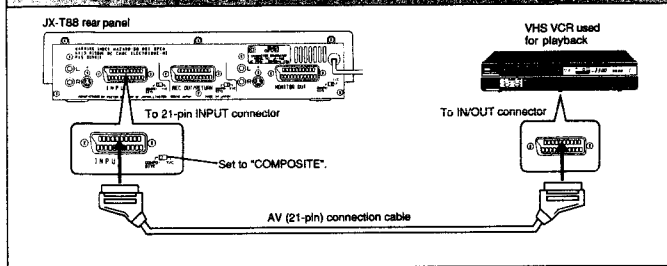 JX-T88 rear panel
VHS VCR used
for playback
INPUT
REC OUT/RETURN
MONITOR OUT
To 21-pin INPUT connector
To IN/OUT connector
INPUT
Y/C
Set to "COMPOSITE".
AV (21-pin) connection cable